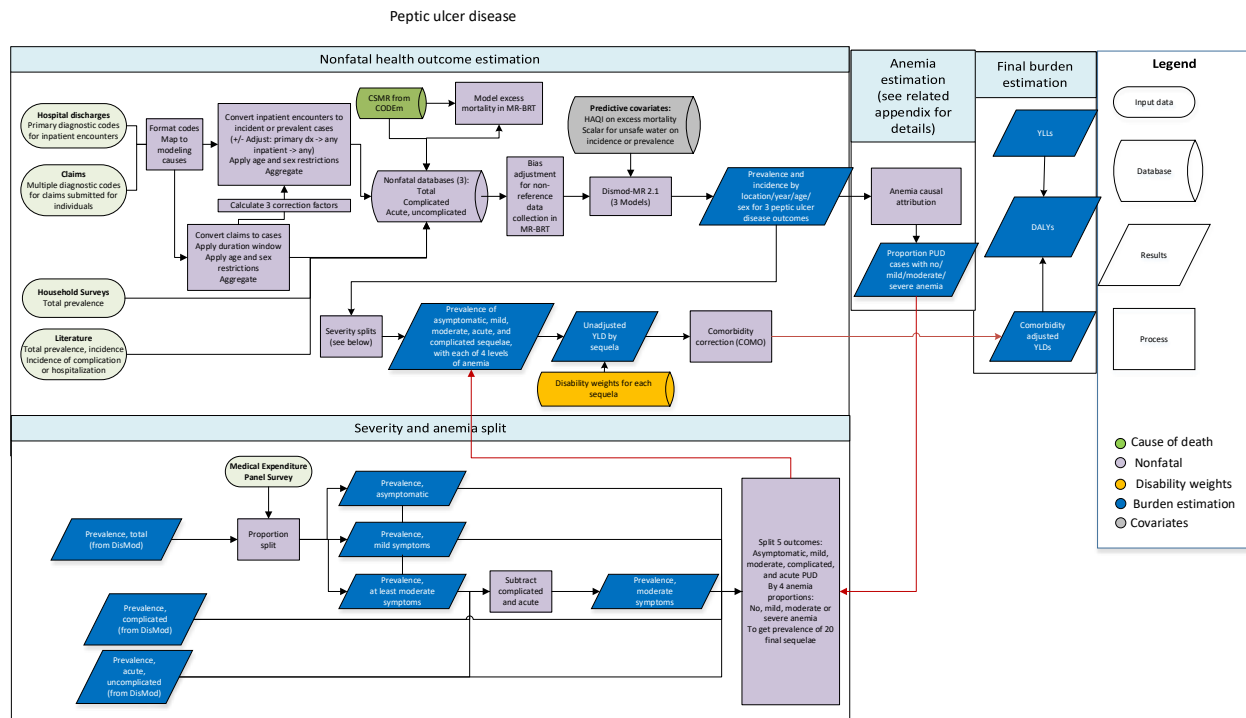 Peptic ulcer disease
Nonfatal health outcome estimation
Hospital discharges
Primary diagnostic codes
for inpatient encounters
Claims
Multiple diagnostic codes
for claims submitted for
individuals
Format codes
Map to
modeling
causes
Convert inpatient encounters to
incident or prevalent cases
(+/- Adjust: primary dx -> any
inpatient -> any)
Apply age and sex restrictions
Aggregate
Calculate 3 correction factors
Convert claims to cases
Apply duration window
Apply age and sex
restrictions
Aggregate
Household Surveys
Total prevalence
Literature
Total prevalence, incidence
Incidence of complication
or hospitalization
CSMR from
CODEm
Model excess
mortality in MR-BRT
Nonfatal databases (3):
Total
Complicated
Acute, uncomplicated
Bias
adjustment
for non-
reference
data
collection in
MR-BRT
Predictive covariates:
HAQI on excess mortality
Scalar for unsafe water on
incidence or prevalence
Dismod-MR 2.1
(3 Models)
Prevalence and
incidence by
location/year/age/
sex for 3 peptic ulcer
disease outcomes
Severity splits
(see below)
Prevalence of
asymptomatic, mild,
moderate, acute, and
complicated sequelae,
with each of 4 levels
of anemia
Unadjusted
YLD by
sequela
Disability weights for each
sequela
Comorbidity
correction (COMO)
Anemia
estimation
(see related
appendix for
details)
Anemia causal
attribution
Proportion PUD
cases with no/
mild/moderate/
severe anemia
Final burden
estimation
YLLs
DALYs
Comorbidity
adjusted
YLDs
Legend
Input data
Database
Results
Process
Cause of death
Nonfatal
Disability weights
Burden estimation
Covariates
Severity and anemia split
Medical Expenditure
Panel Survey
Prevalence, total
(from DisMod)
Proportion
split
Prevalence,
asymptomatic
Prevalence,
mild symptoms
Prevalence,
at least moderate
symptoms
Subtract
complicated
and acute
Prevalence,
moderate
symptoms
Prevalence,
complicated
(from DisMod)
Prevalence,
acute,
uncomplicated
(from DisMod)
Split 5 outcomes:
Asymptomatic, mild,
moderate, complicated,
and acute PUD
By 4 anemia
proportions:
No, mild, moderate or
severe anemia
To get prevalence of 20
final sequelae